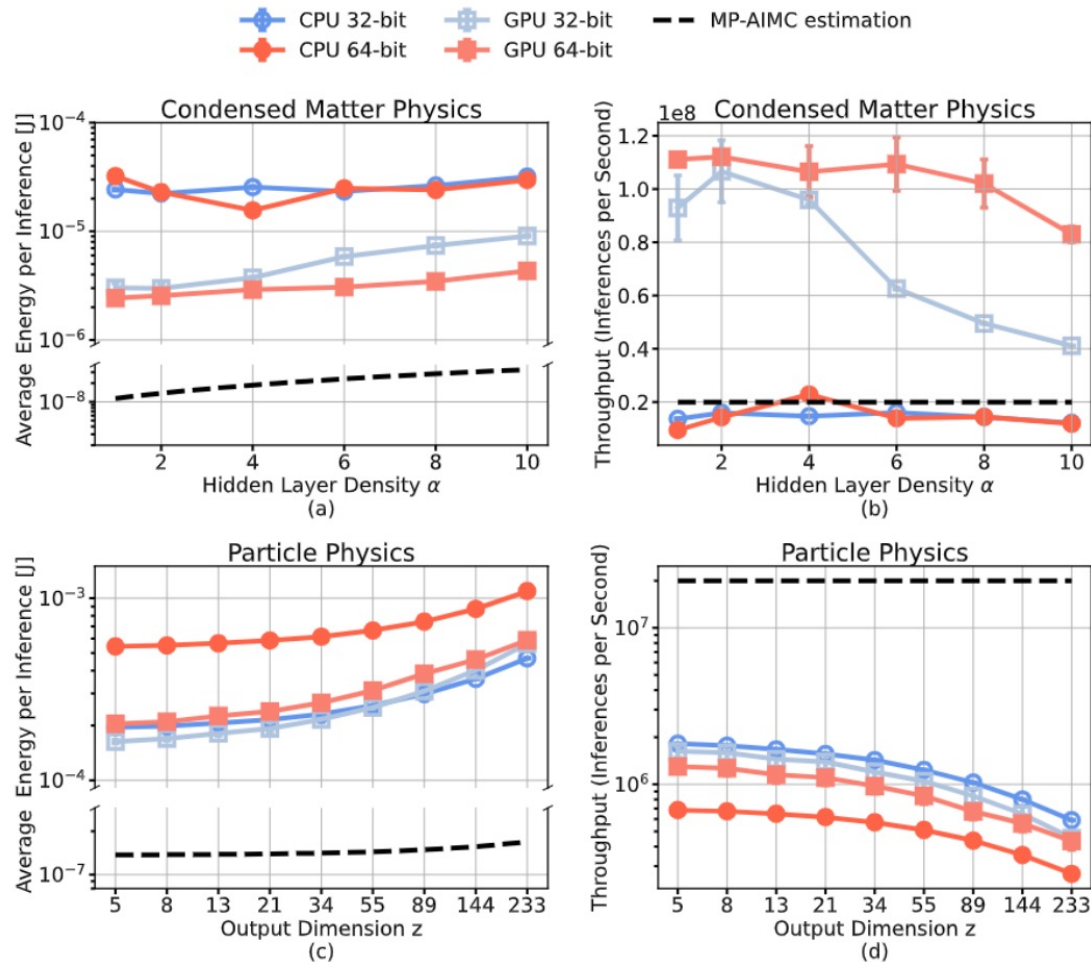 CPU 32-bit GPU 32-bit MP-AIMC estimation
CPU 64-bit GPU 64-bit
Condensed Matter Physics
Average Energy per Inference [J]
10⁻⁴
10⁻⁵
10⁻⁶
10⁻⁸
2 4 6 8 10
Hidden Layer Density α
(a)
Condensed Matter Physics
1e8
Throughput (Inferences per Second)
1.2
1.0
0.8
0.6
0.4
0.2
2 4 6 8 10
Hidden Layer Density α
(b)
Particle Physics
Average Energy per Inference [J]
10⁻³
10⁻⁴
10⁻⁷
5 8 13 21 34 55 89 144 233
Output Dimension z
(c)
Particle Physics
Throughput (Inferences per Second)
10⁷
10⁶
5 8 13 21 34 55 89 144 233
Output Dimension z
(d)